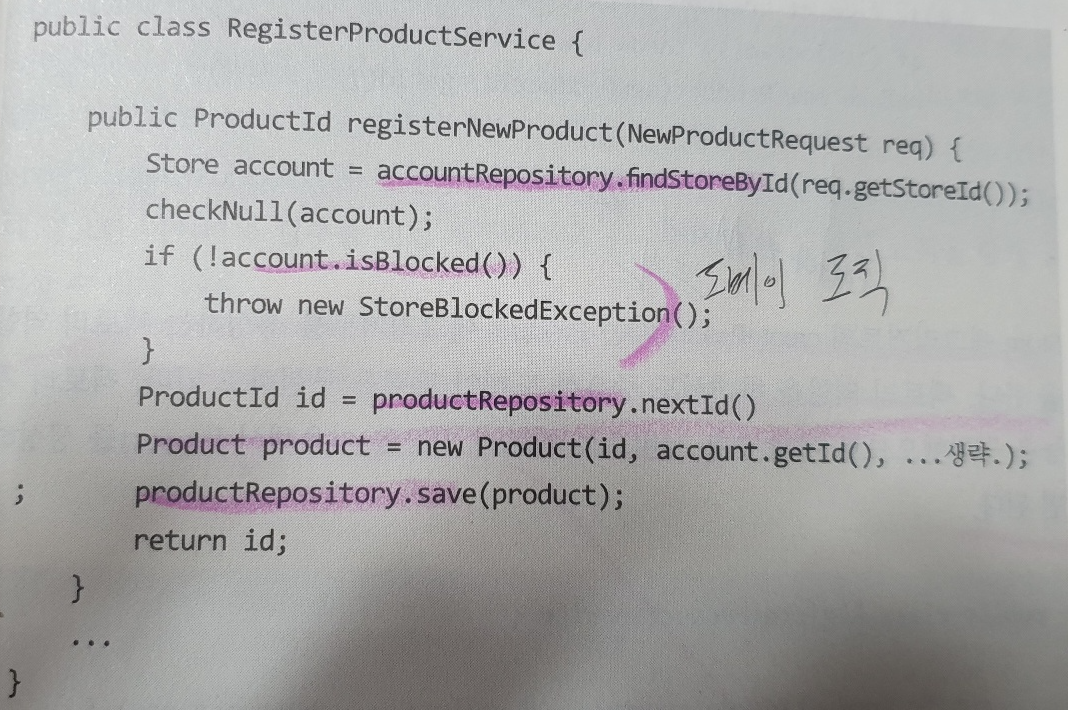 public class RegisterProductService {
public ProductId registerNewProduct(NewProductRequest req) {
Store account = accountRepository.findStoreById(req.getStoreId());
checkNull(account);
if (!account.isBlocked()) {
throw new StoreBlockedException();
도메인 로직
}
ProductId id = productRepository.nextId()
Product product = new Product(id, account.getId(), ...생략.);
;
productRepository.save(product);
return id;
}
...
}